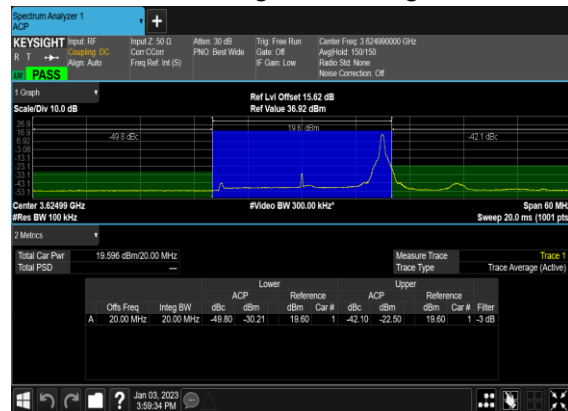 Spectrum Analyzer 1
ACP
KEYSIGHT Input: RF Input Z: 50 Ω Atten: 30 dB Trig: Free Run Center Freq: 3.624990000 GHz
R T Coupling: DC Corr CCorr PNO: Best Wide Gate: Off Avg|Hold: 150/150
Align: Auto Freq Ref: Int (S) IF Gain: Low Radio Std: None
PASS Noise Correction: Off
1 Graph
Ref Lvl Offset 15.62 dB
Scale/Div 10.0 dB Ref Value 36.92 dBm
26.9
16.9
6.92
-3.08
-13.1
-23.1
-33.1
-43.1
-53.1
-49.8 dBc 19.6 dBm -42.1 dBc
Center 3.62499 GHz #Video BW 300.00 kHz* Span 60 MHz
#Res BW 100 kHz Sweep 20.0 ms (1001 pts
2 Metrics
Total Car Pwr 19.596 dBm/20.00 MHz Measure Trace Trace 1
Total PSD --- Trace Type Trace Average (Active)
Lower Upper
ACP Reference ACP Reference
Offs Freq Integ BW dBc dBm dBm Car # dBc dBm dBm Car # Filter
A 20.00 MHz 20.00 MHz -49.80 -30.21 19.60 1 -42.10 -22.50 19.60 1 -3 dB
? Jan 03, 2023
3:59:34 PM